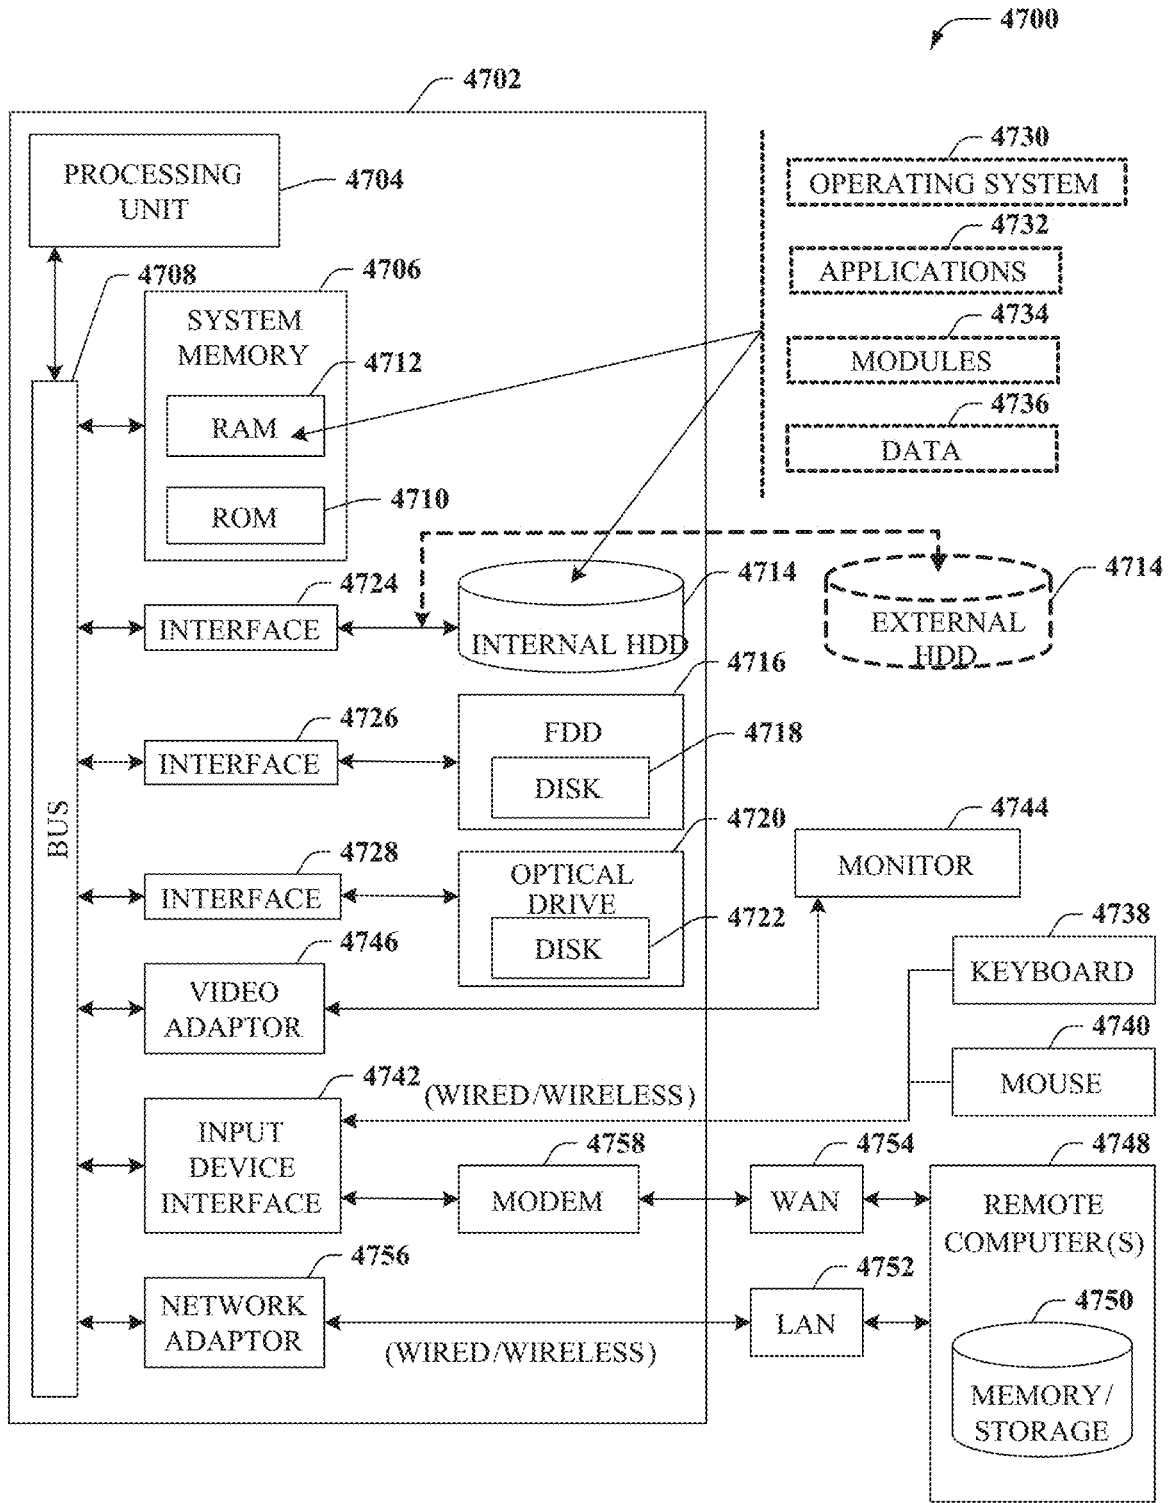 4700
4702
PROCESSING
UNIT
4704
4708
4706
SYSTEM
MEMORY
4712
RAM
4710
ROM
4730
OPERATING SYSTEM
4732
APPLICATIONS
4734
MODULES
4736
DATA
4724
INTERFACE
4714
INTERNAL HDD
4714
EXTERNAL
HDD
4726
INTERFACE
4716
FDD
4718
DISK
BUS
4728
INTERFACE
4720
OPTICAL
DRIVE
4722
DISK
4744
MONITOR
4746
VIDEO
ADAPTOR
4738
KEYBOARD
4740
MOUSE
4742
(WIRED/WIRELESS)
INPUT
DEVICE
INTERFACE
4758
MODEM
4754
WAN
4748
REMOTE
COMPUTER(S)
4756
NETWORK
ADAPTOR
(WIRED/WIRELESS)
4752
LAN
4750
MEMORY/
STORAGE